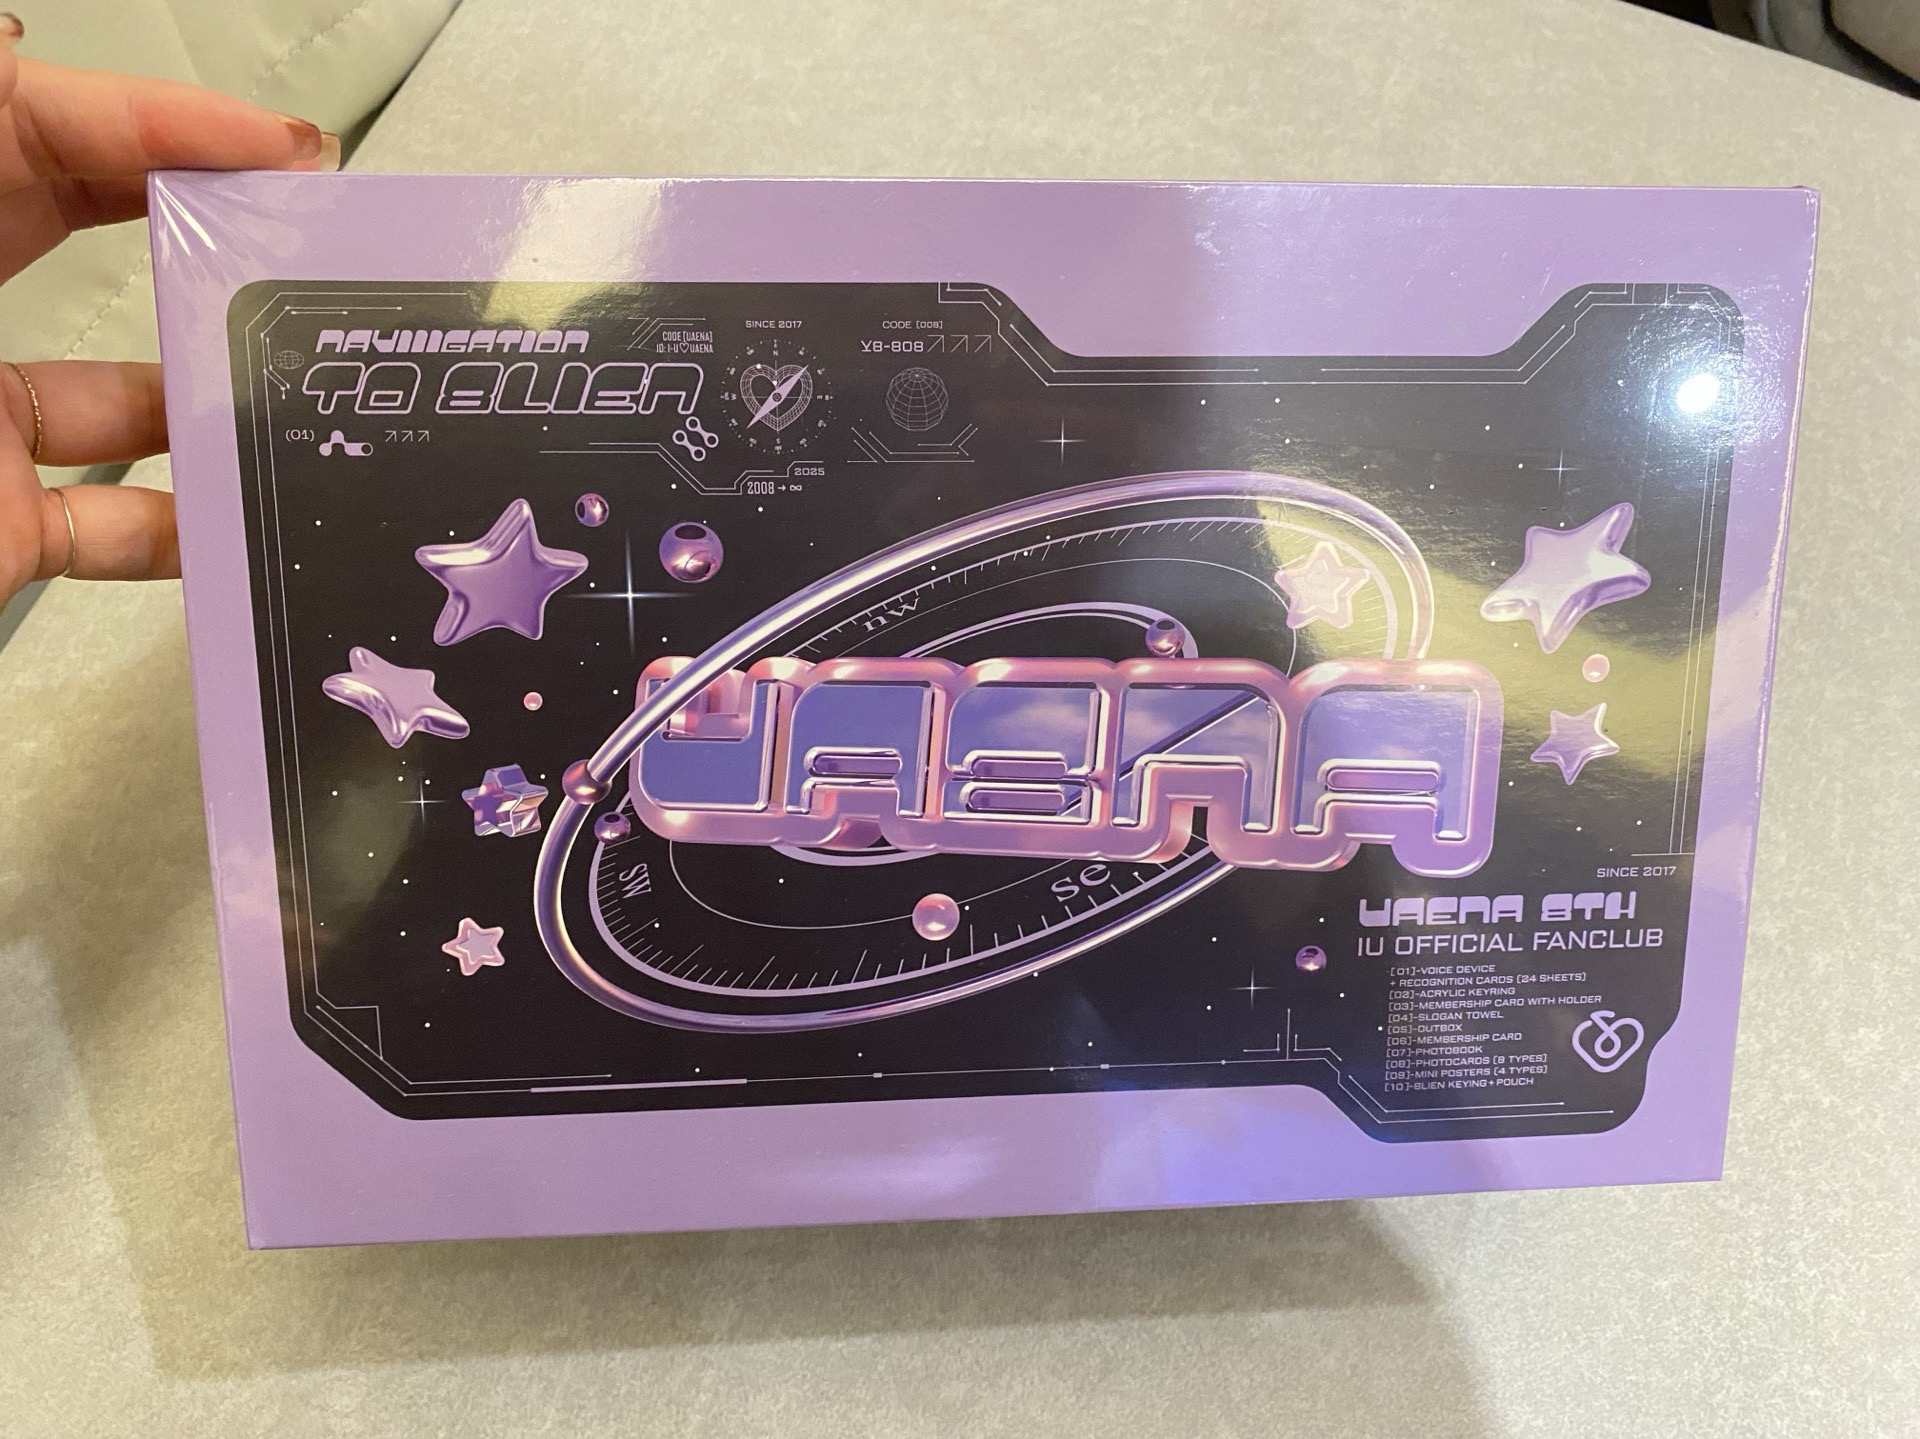 NAVIIIGATION
TO 8LIEN
(01)
CODE [UAENA]
ID: I-U♡UAENA
SINCE 2017
CODE [008]
Y8-808
2025
2008 → ∞
nw
UAENA
sw
se
SINCE 2017
UAENA 8TH
IU OFFICIAL FANCLUB
[01]-VOICE DEVICE
+ RECOGNITION CARDS (24 SHEETS)
[02]-ACRYLIC KEYRING
[03]-MEMBERSHIP CARD WITH HOLDER
[04]-SLOGAN TOWEL
[05]-OUTBOX
[06]-MEMBERSHIP CARD
[07]-PHOTOBOOK
[08]-PHOTOCARDS (8 TYPES)
[09]-MINI POSTERS (4 TYPES)
[10]-8LIEN KEYING + POUCH